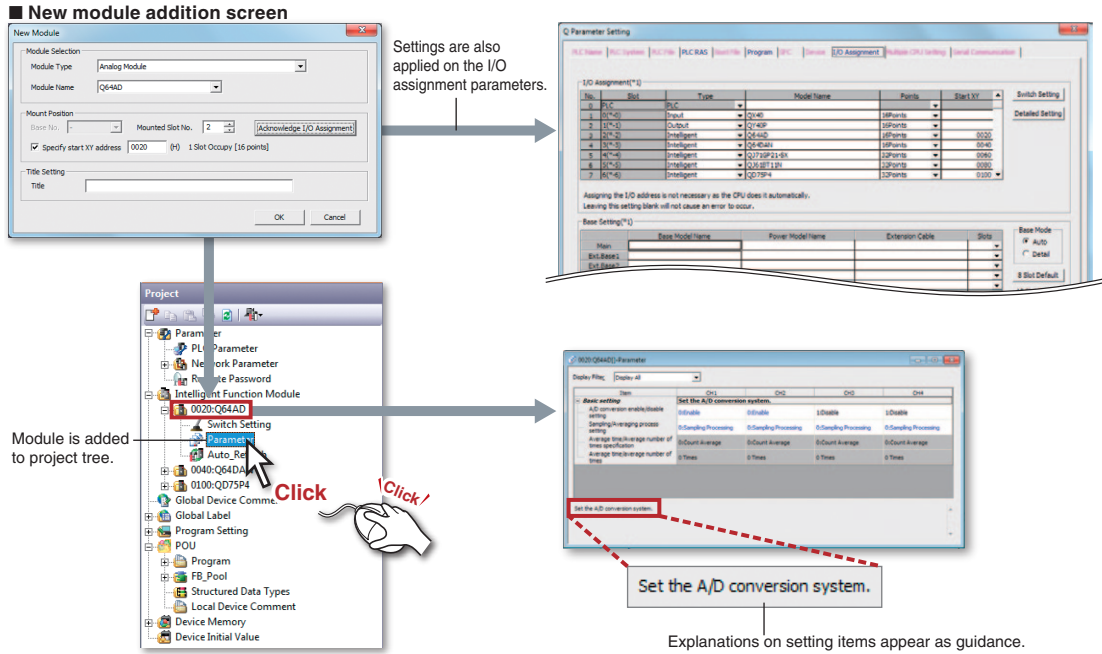 ■ New module addition screen
New Module
Module Selection
Module Type
Analog Module
Module Name
Q64AD
Mount Position
Base No.
-
Mounted Slot No.
2
Acknowledge I/O Assignment
Specify start XY address
0020
(H)
1 Slot Occupy [16 points]
Title Setting
Title
OK
Cancel
Settings are also
applied on the I/O
assignment parameters.
Q Parameter Setting
PLC Name
PLC System
PLC File
PLC RAS
Boot File
Program
SFC
Device
I/O Assignment
Multiple CPU Setting
Serial Communication
I/O Assignment(*1)
No. Slot Type Model Name Points Start XY
0 PLC PLC
1 0(*-0) Input QX40 16Points
2 1(*-1) Output QY40P 16Points
3 2(*-2) Intelligent Q64AD 16Points 0020
4 3(*-3) Intelligent Q64DAN 16Points 0040
5 4(*-4) Intelligent QJ71GP21-SX 32Points 0060
6 5(*-5) Intelligent QJ61BT11N 32Points 0080
7 6(*-6) Intelligent QD75P4 32Points 0100
Switch Setting
Detailed Setting
Assigning the I/O address is not necessary as the CPU does it automatically.
Leaving this setting blank will not cause an error to occur.
Base Setting(*1)
Base Model Name Power Model Name Extension Cable Slots
Main
Ext.Base1
Ext.Base2
Base Mode
Auto
Detail
8 Slot Default
Project
Parameter
PLC Parameter
Network Parameter
Remote Password
Intelligent Function Module
0020:Q64AD
Switch Setting
Parameter
Auto_Refresh
0040:Q64DA
0100:QD75P4
Global Device Comme
Global Label
Program Setting
POU
Program
FB_Pool
Structured Data Types
Local Device Comment
Device Memory
Device Initial Value
Module is added
to project tree.
Click
Click!
0020:Q64AD[]-Parameter
Display Filter
Display All
Item CH1 CH2 CH3 CH4
Basic setting Set the A/D conversion system.
A/D conversion enable/disable
setting
0:Enable 0:Enable 1:Disable 1:Disable
Sampling/Averaging process
setting
0:Sampling Processing 0:Sampling Processing 0:Sampling Processing 0:Sampling Processing
Average time/Average number of
times specification
0:Count Average 0:Count Average 0:Count Average 0:Count Average
Average time/Average number of
times
0 Times 0 Times 0 Times 0 Times
Set the A/D conversion system.
Set the A/D conversion system.
Explanations on setting items appear as guidance.